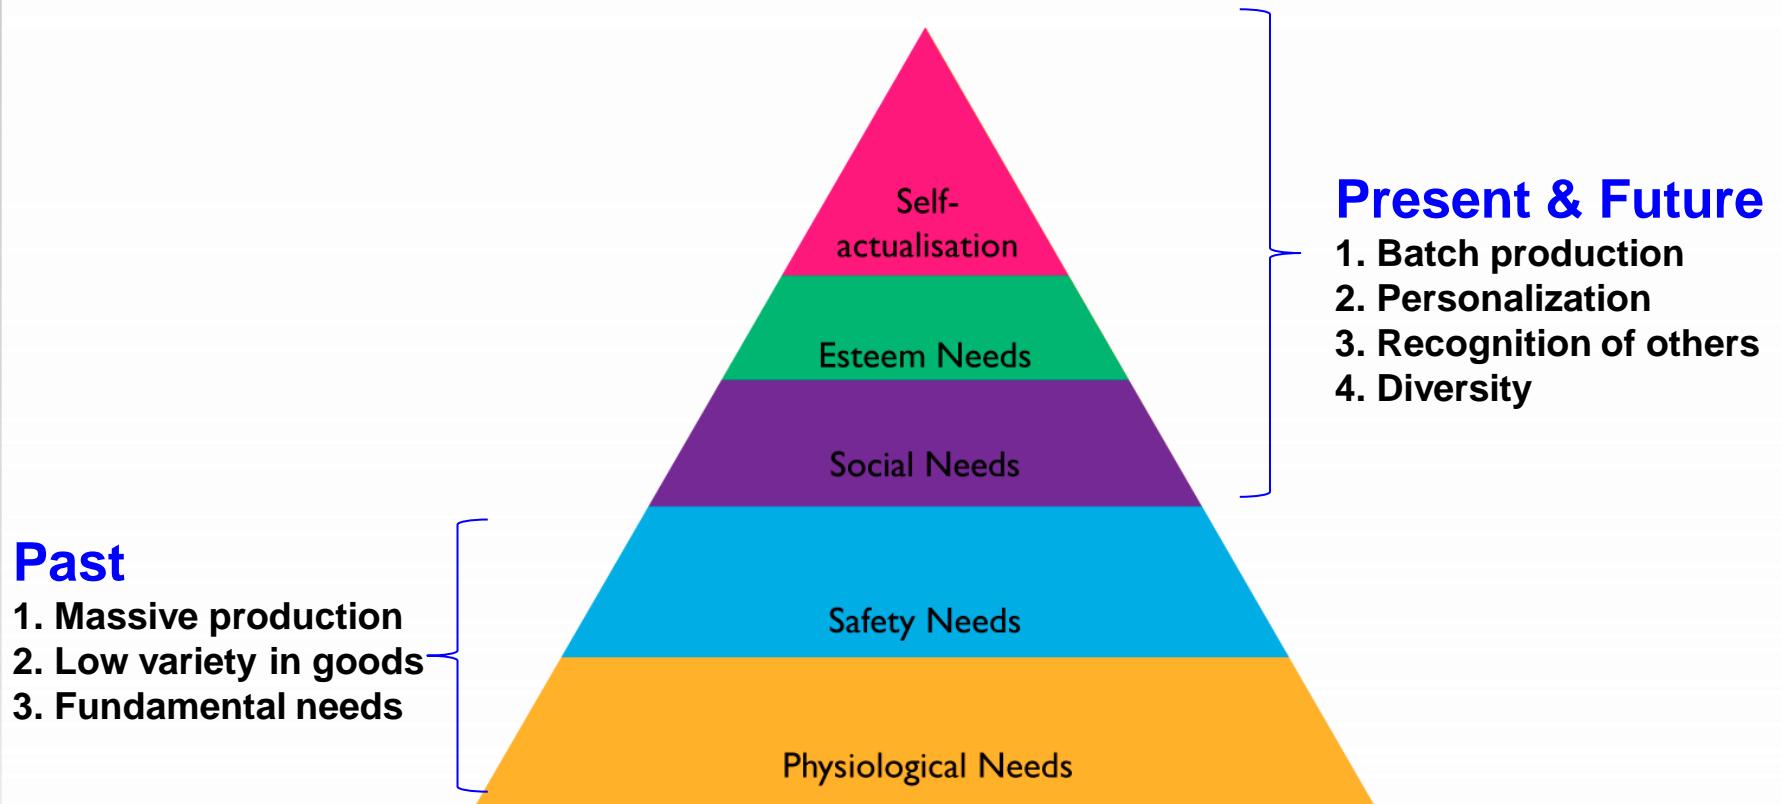 Self-
actualisation
Esteem Needs
Social Needs
Safety Needs
Physiological Needs
Present & Future
1. Batch production
2. Personalization
3. Recognition of others
4. Diversity
Past
1. Massive production
2. Low variety in goods
3. Fundamental needs